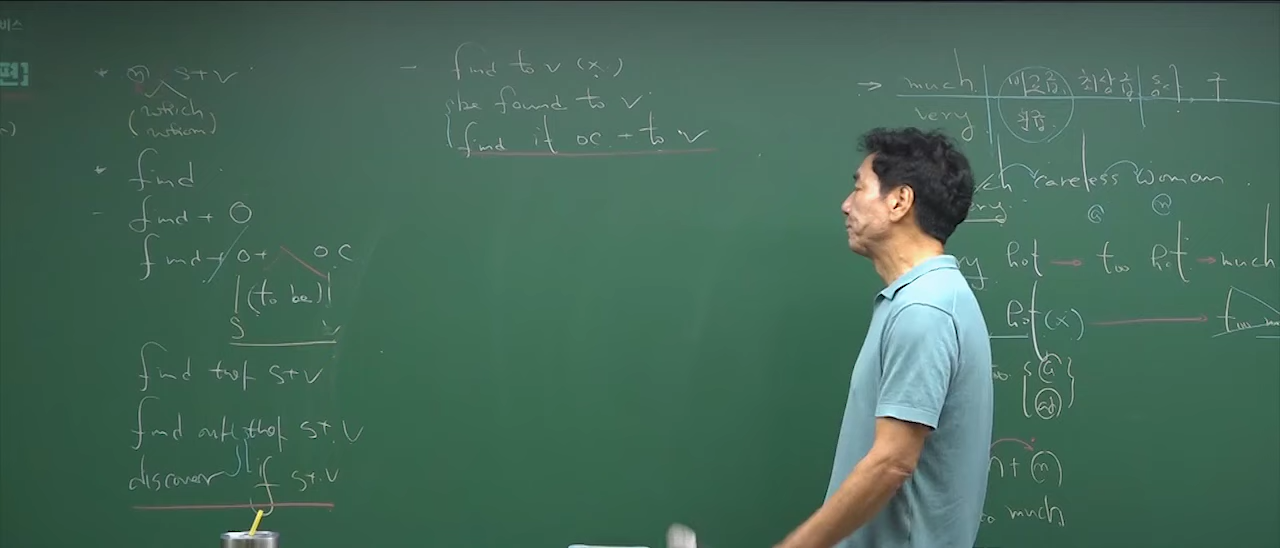 비스
편]
* ⓝ S+V
(which
whom)
* find
- find + O
find + O + O.C
(to be)
S V
find that S+V
find out that S+V
discover if S+V
- find to V (x)
be found to V
find it OC + to V
→ much 비교급 최상급
very 원급
careless woman.
ⓐ ⓝ
hot → too hot → much
hot (x) → too
ⓐ
ⓐd
n + ⓝ
much